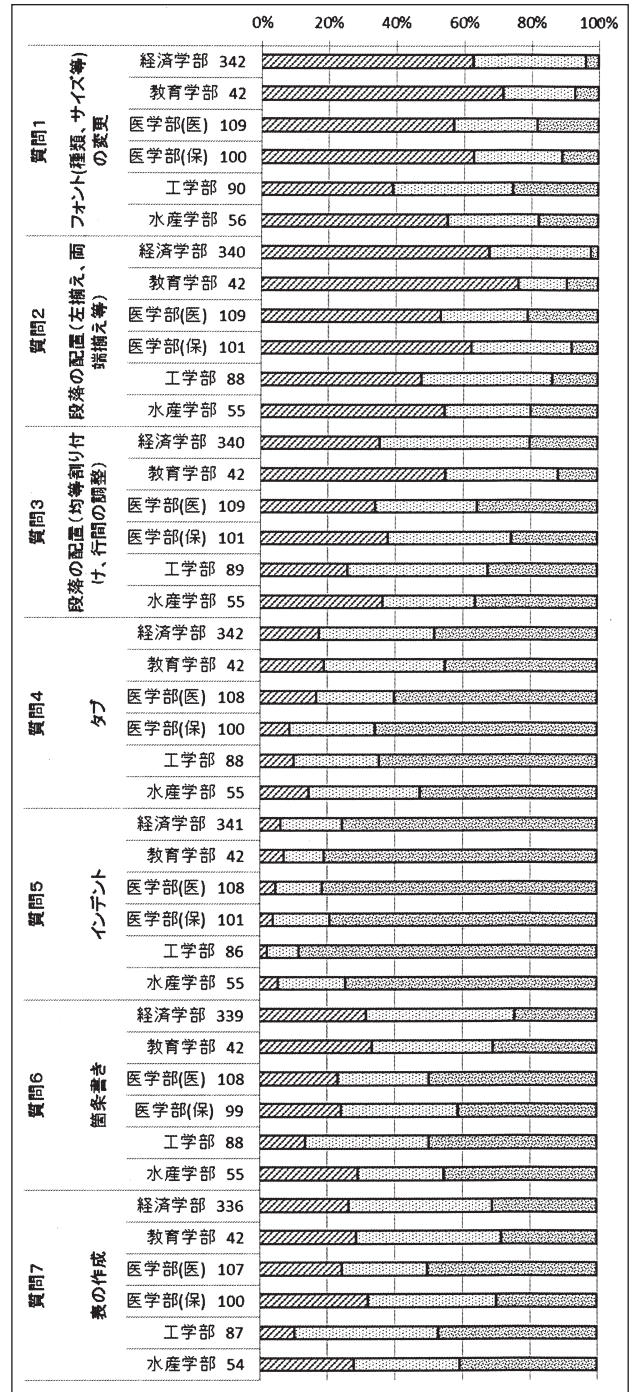 0% 20% 40% 60% 80% 100%
質問1
フォント(種類、サイズ等)
の変更
経済学部 342
教育学部 42
医学部(医) 109
医学部(保) 100
工学部 90
水産学部 56
質問2
段落の配置(左揃え、両
端揃え等)
経済学部 340
教育学部 42
医学部(医) 109
医学部(保) 101
工学部 88
水産学部 55
質問3
段落の配置(均等割り付
け、行間の調整)
経済学部 340
教育学部 42
医学部(医) 109
医学部(保) 101
工学部 89
水産学部 55
質問4
タブ
経済学部 342
教育学部 42
医学部(医) 108
医学部(保) 100
工学部 88
水産学部 55
質問5
インデント
経済学部 341
教育学部 42
医学部(医) 108
医学部(保) 101
工学部 86
水産学部 55
質問6
箇条書き
経済学部 339
教育学部 42
医学部(医) 108
医学部(保) 99
工学部 88
水産学部 55
質問7
表の作成
経済学部 336
教育学部 42
医学部(医) 107
医学部(保) 100
工学部 87
水産学部 54